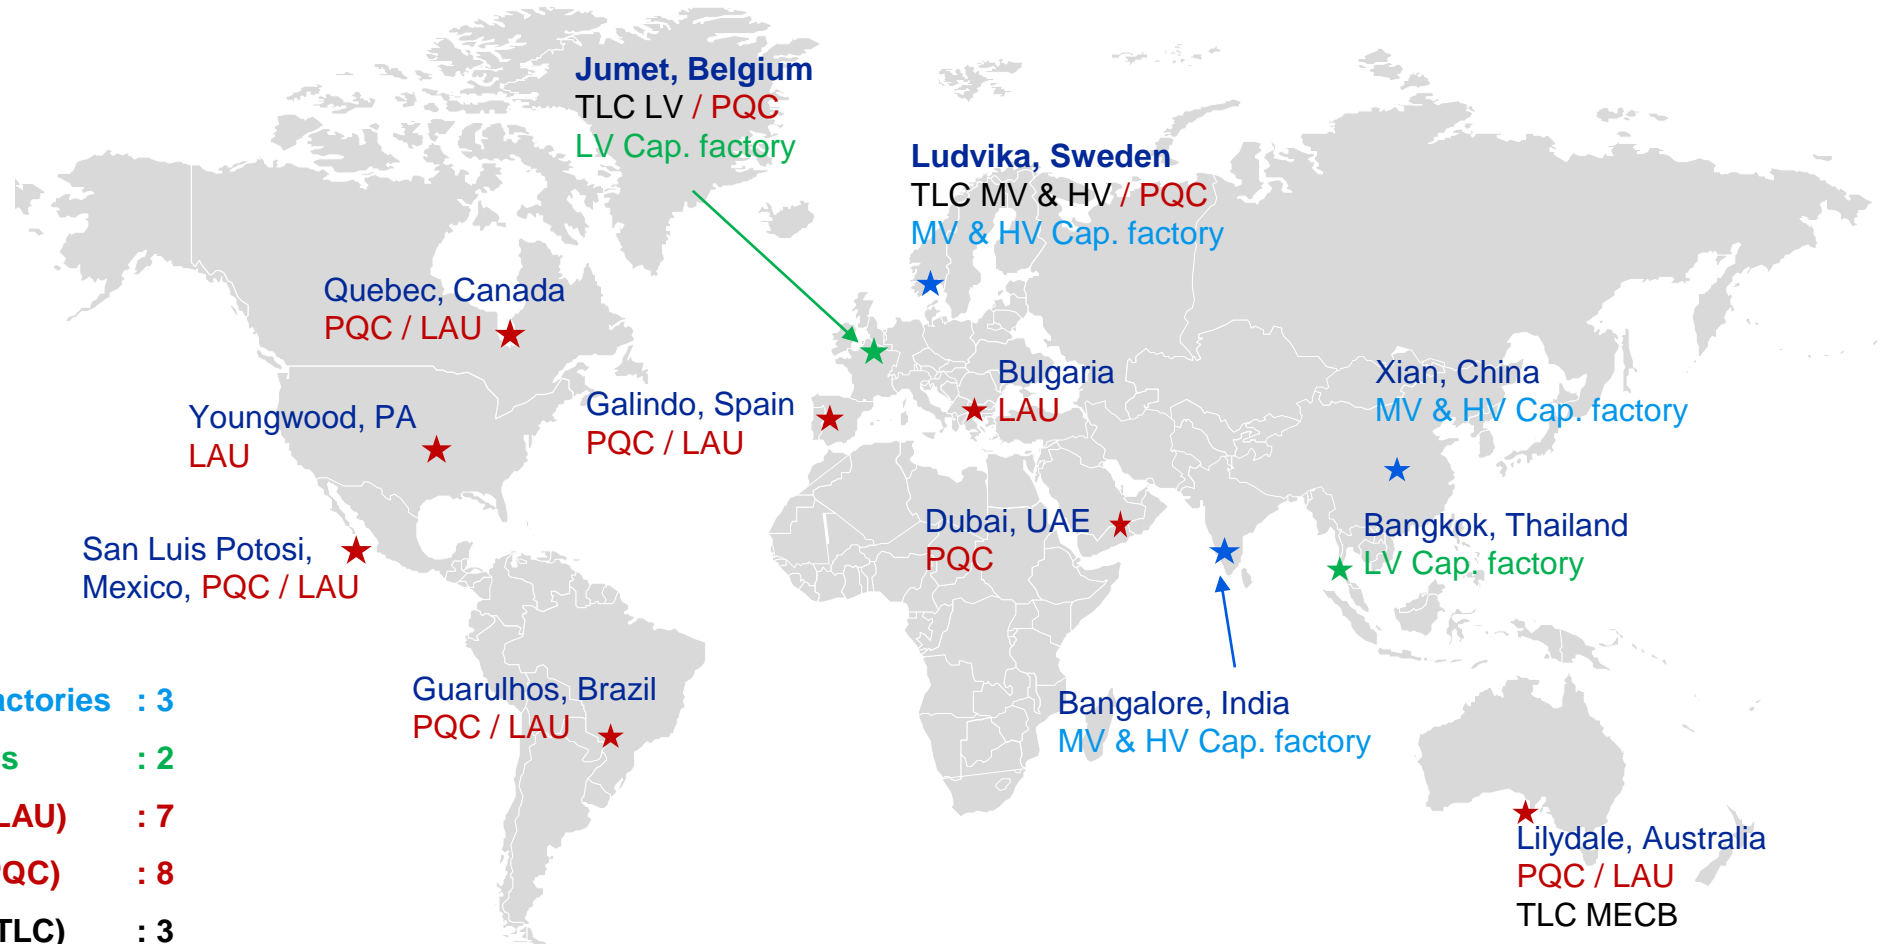 Jumet, Belgium
TLC LV / PQC
LV Cap. factory
Ludvika, Sweden
TLC MV & HV / PQC
MV & HV Cap. factory
Quebec, Canada
PQC / LAU
Youngwood, PA
LAU
Galindo, Spain
PQC / LAU
Bulgaria
LAU
Xian, China
MV & HV Cap. factory
San Luis Potosi,
Mexico, PQC / LAU
Dubai, UAE
PQC
Bangkok, Thailand
LV Cap. factory
Guarulhos, Brazil
PQC / LAU
Bangalore, India
MV & HV Cap. factory
Lilydale, Australia
PQC / LAU
TLC MECB
actories : 3
s : 2
LAU) : 7
PQC) : 8
TLC) : 3